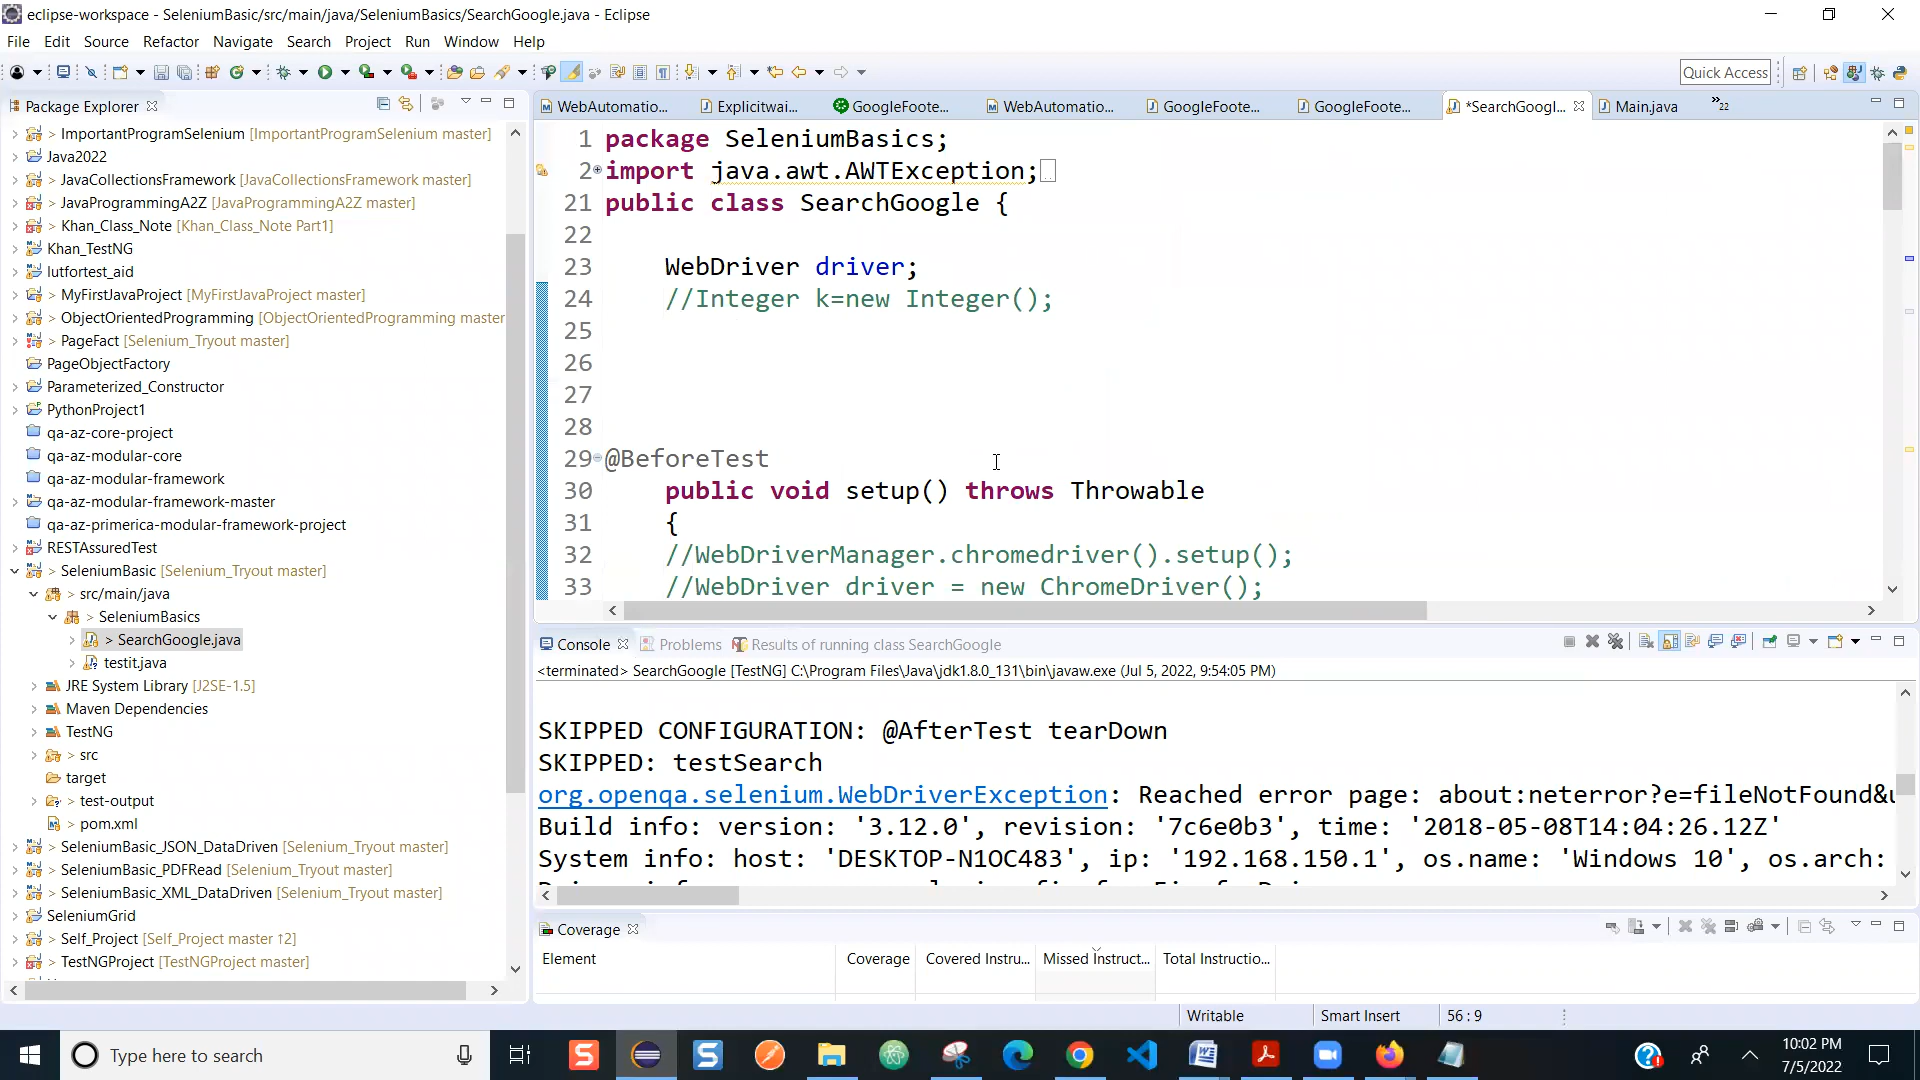 eclipse-workspace - SeleniumBasic/src/main/java/SeleniumBasics/SearchGoogle.java - Eclipse
File Edit Source Refactor Navigate Search Project Run Window Help
Quick Access
Package Explorer
WebAutomatio... Explicitwai... GoogleFoote... WebAutomatio... GoogleFoote... GoogleFoote... *SearchGoogl... Main.java »22
> ImportantProgramSelenium [ImportantProgramSelenium master]
Java2022
> JavaCollectionsFramework [JavaCollectionsFramework master]
> JavaProgrammingA2Z [JavaProgrammingA2Z master]
> Khan_Class_Note [Khan_Class_Note Part1]
Khan_TestNG
lutfortest_aid
> MyFirstJavaProject [MyFirstJavaProject master]
> ObjectOrientedProgramming [ObjectOrientedProgramming master
> PageFact [Selenium_Tryout master]
PageObjectFactory
Parameterized_Constructor
PythonProject1
qa-az-core-project
qa-az-modular-core
qa-az-modular-framework
qa-az-modular-framework-master
qa-az-primerica-modular-framework-project
RESTAssuredTest
> SeleniumBasic [Selenium_Tryout master]
> src/main/java
> SeleniumBasics
> SearchGoogle.java
testit.java
JRE System Library [J2SE-1.5]
Maven Dependencies
TestNG
> src
target
> test-output
> pom.xml
> SeleniumBasic_JSON_DataDriven [Selenium_Tryout master]
> SeleniumBasic_PDFRead [Selenium_Tryout master]
> SeleniumBasic_XML_DataDriven [Selenium_Tryout master]
SeleniumGrid
> Self_Project [Self_Project master ↑2]
> TestNGProject [TestNGProject master]
1 package SeleniumBasics;
2 import java.awt.AWTException;
21 public class SearchGoogle {
22
23 WebDriver driver;
24 //Integer k=new Integer();
25
26
27
28
29 @BeforeTest
30 public void setup() throws Throwable
31 {
32 //WebDriverManager.chromedriver().setup();
33 //WebDriver driver = new ChromeDriver();
Console Problems Results of running class SearchGoogle
<terminated> SearchGoogle [TestNG] C:\Program Files\Java\jdk1.8.0_131\bin\javaw.exe (Jul 5, 2022, 9:54:05 PM)
SKIPPED CONFIGURATION: @AfterTest tearDown
SKIPPED: testSearch
org.openqa.selenium.WebDriverException: Reached error page: about:neterror?e=fileNotFound&u
Build info: version: '3.12.0', revision: '7c6e0b3', time: '2018-05-08T14:04:26.12Z'
System info: host: 'DESKTOP-N1OC483', ip: '192.168.150.1', os.name: 'Windows 10', os.arch:
Coverage
Element Coverage Covered Instru... Missed Instruct... Total Instructio...
Writable Smart Insert 56 : 9
Type here to search
10:02 PM
7/5/2022